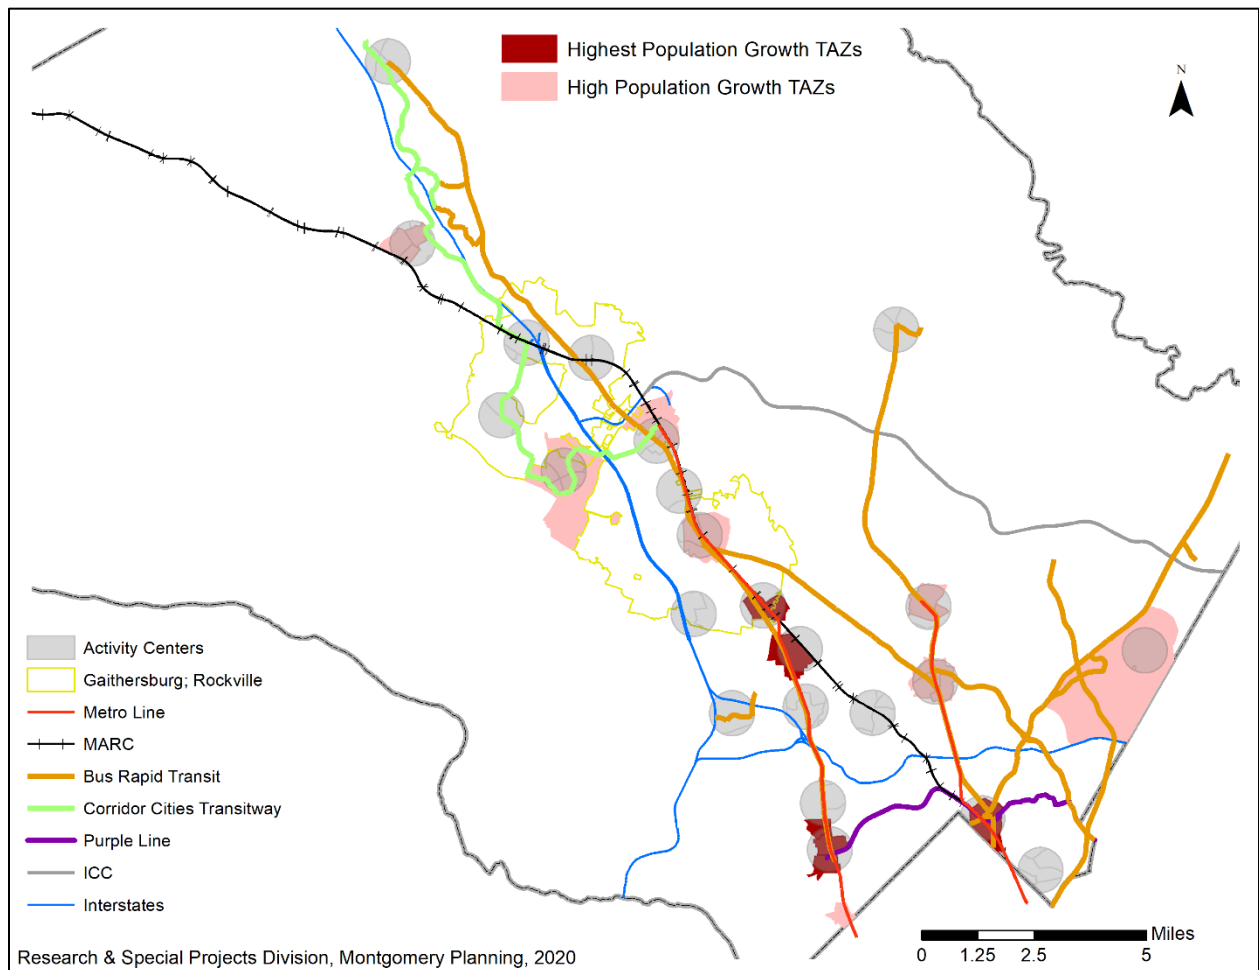 Highest Population Growth TAZs
High Population Growth TAZs
N
Activity Centers
Gaithersburg; Rockville
Metro Line
MARC
Bus Rapid Transit
Corridor Cities Transitway
Purple Line
ICC
Interstates
Miles
0 1.25 2.5 5
Research & Special Projects Division, Montgomery Planning, 2020